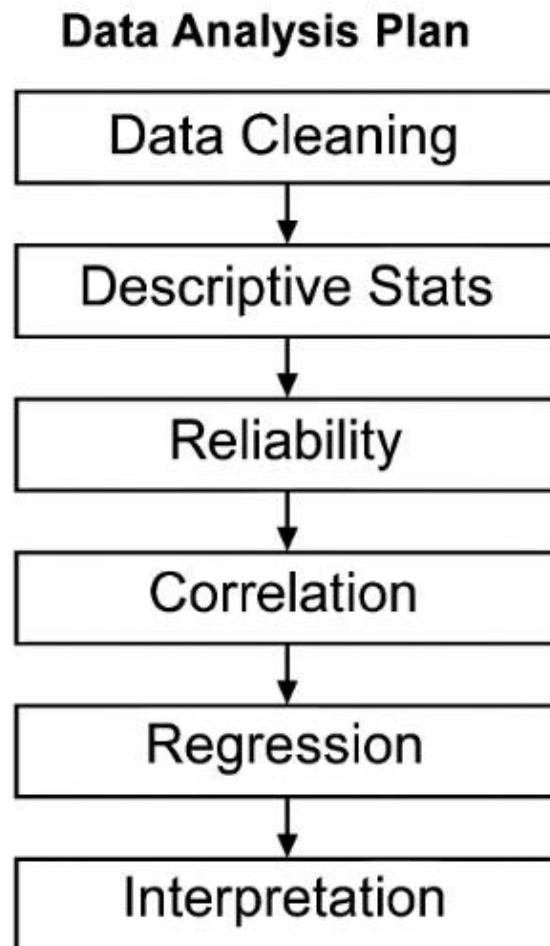 Data Analysis Plan
Data Cleaning
Descriptive Stats
Reliability
Correlation
Regression
Interpretation